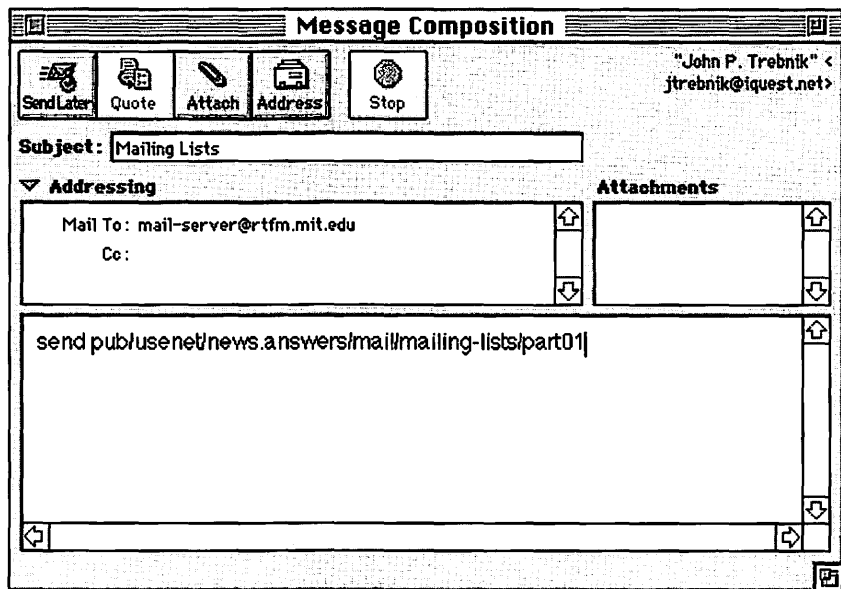 Message Composition
"John P. Trebnik" <
jtrebnik@iquest.net>
SendLater Quote Attach Address Stop
Subject: Mailing Lists
Addressing Attachments
Mail To: mail-server@rtfm.mit.edu
Cc:
send pub/usenet/news.answers/mail/mailing-lists/part01